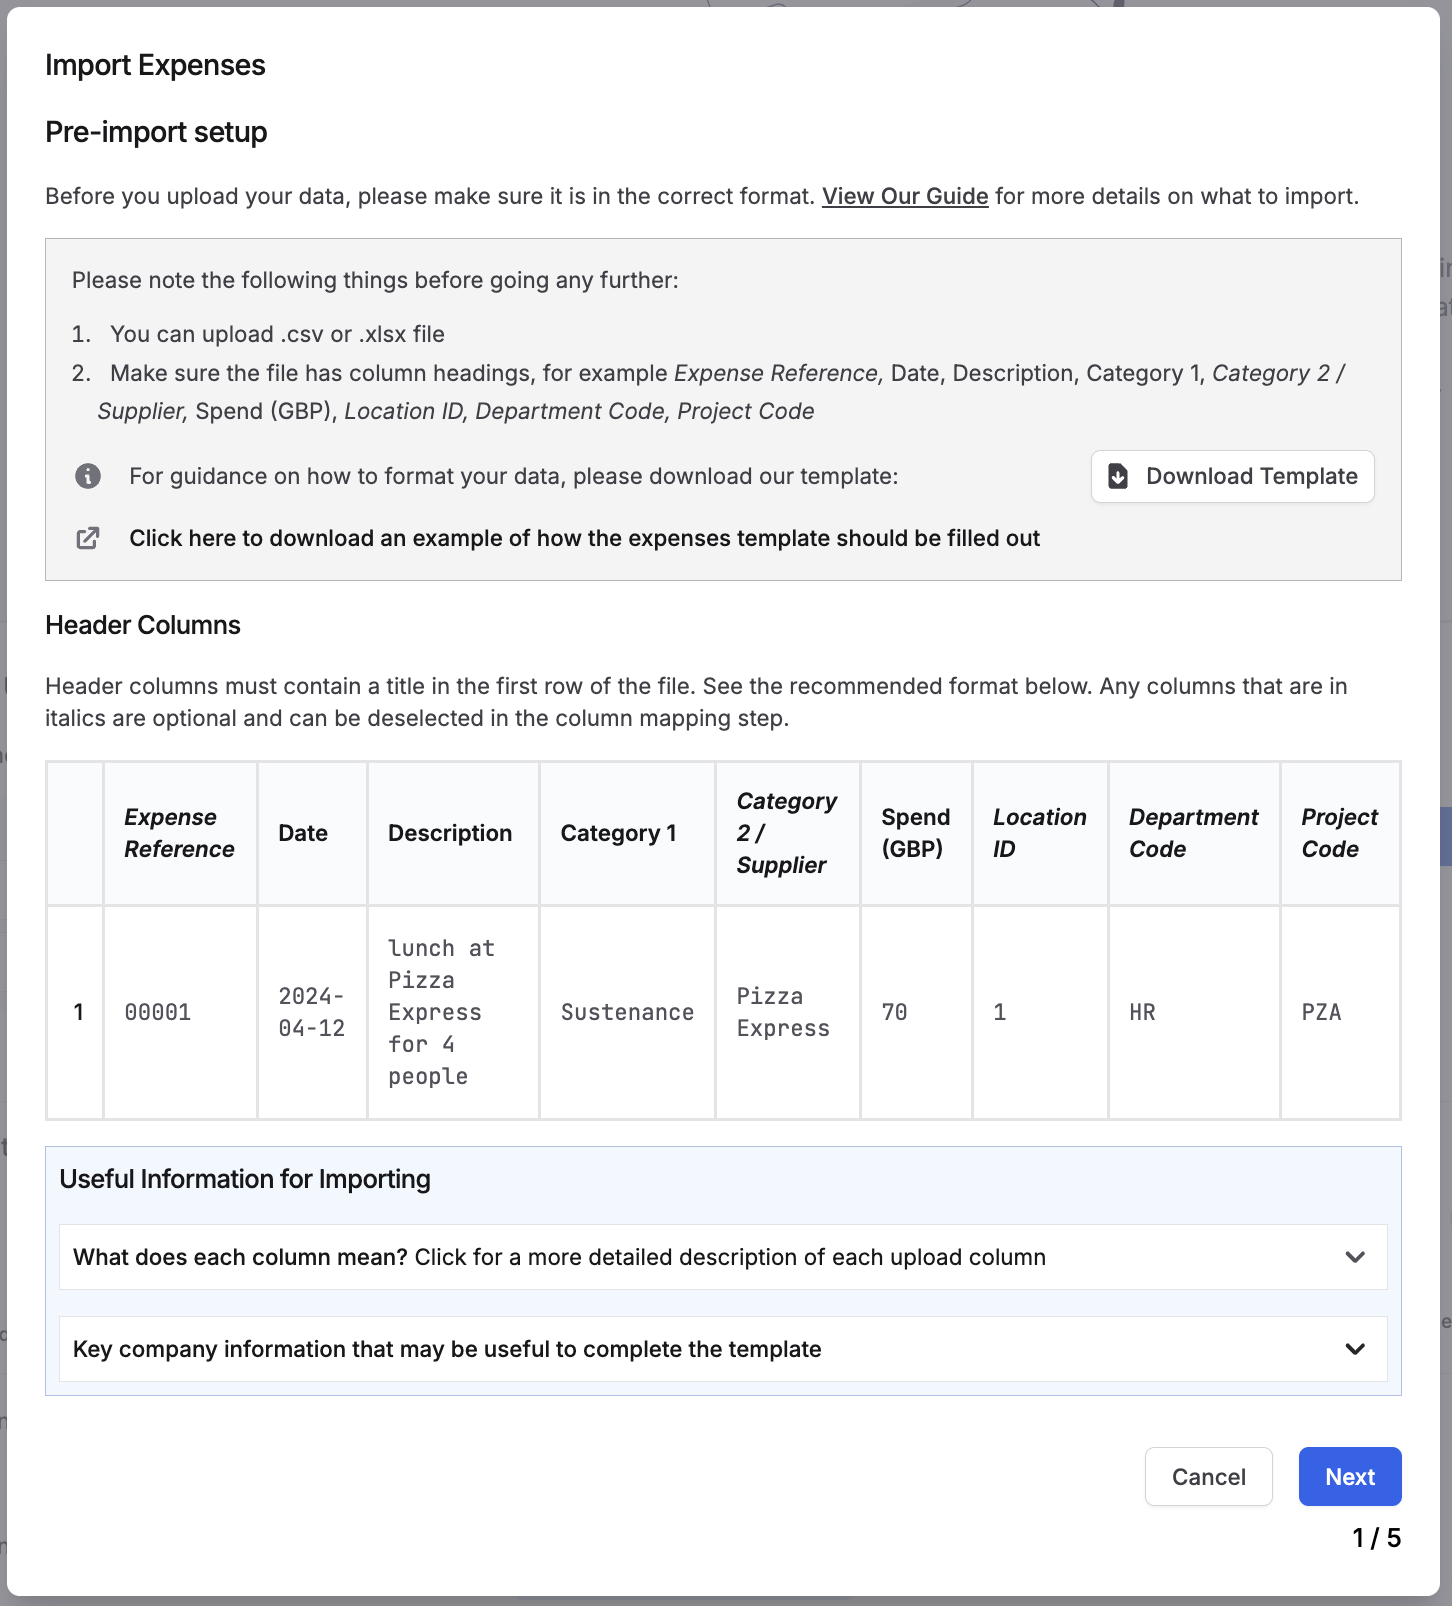 Import Expenses
Pre-import setup
Before you upload your data, please make sure it is in the correct format. View Our Guide for more details on what to import.
Please note the following things before going any further:
1. You can upload .csv or .xlsx file
2. Make sure the file has column headings, for example Expense Reference, Date, Description, Category 1, Category 2 /
Supplier, Spend (GBP), Location ID, Department Code, Project Code
For guidance on how to format your data, please download our template:
Download Template
Click here to download an example of how the expenses template should be filled out
Header Columns
Header columns must contain a title in the first row of the file. See the recommended format below. Any columns that are in
italics are optional and can be deselected in the column mapping step.
Expense
Reference
Date
Description
Category 1
Category
2 /
Supplier
Spend
(GBP)
Location
ID
Department
Code
Project
Code
1
00001
2024-
04-12
lunch at
Pizza
Express
for 4
people
Sustenance
Pizza
Express
70
1
HR
PZA
Useful Information for Importing
What does each column mean? Click for a more detailed description of each upload column
Key company information that may be useful to complete the template
Cancel
Next
1 / 5